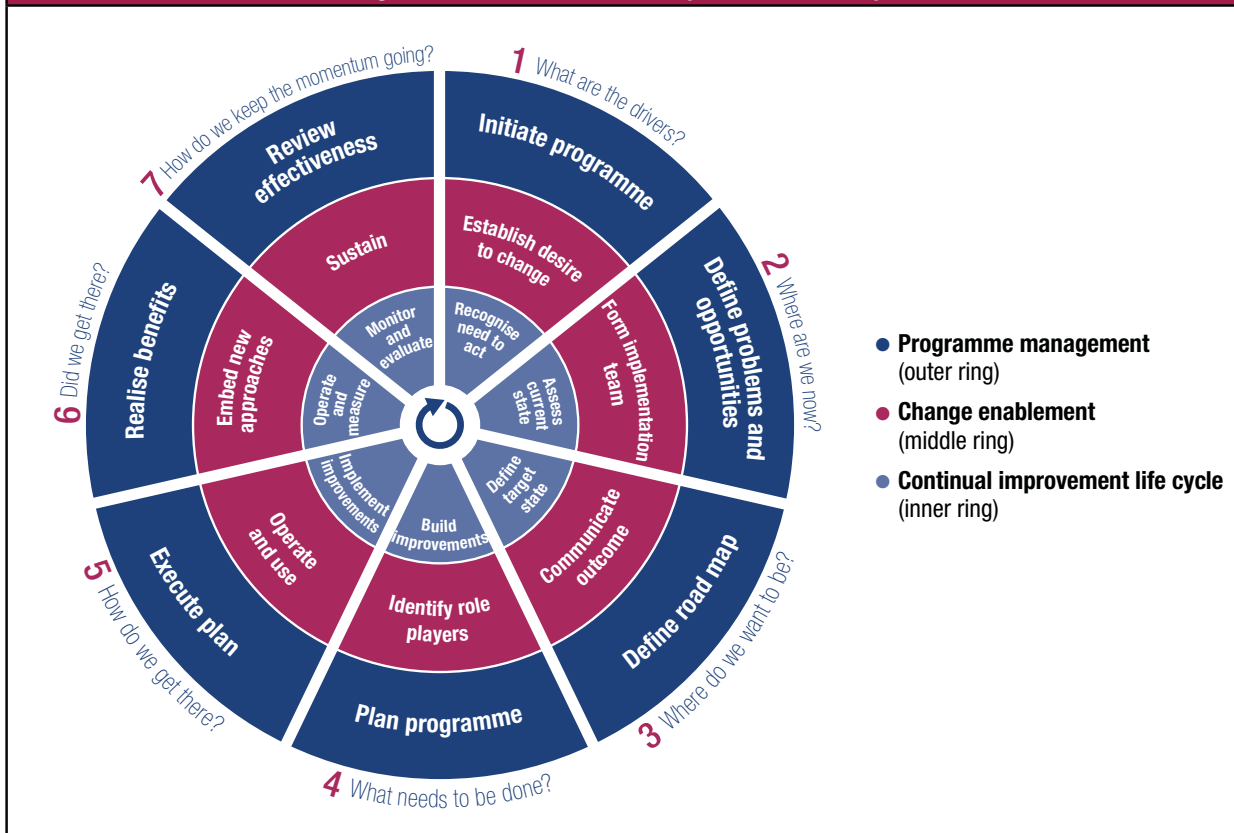 1 What are the drivers?
Initiate programme
Establish desire
to change
Recognise
need to
act
2 Where are we now?
Define problems and
opportunities
Form implementation
team
Assess
current
state
3 Where do we want to be?
Define road map
Communicate
outcome
Define
target
state
4 What needs to be done?
Plan programme
Identify role
players
Build
improvements
5 How do we get there?
Execute plan
Operate
and use
Implement
improvements
6 Did we get there?
Realise benefits
Embed new
approaches
Operate
and
measure
7 How do we keep the momentum going?
Review
effectiveness
Sustain
Monitor
and
evaluate
Programme management
(outer ring)
Change enablement
(middle ring)
Continual improvement life cycle
(inner ring)